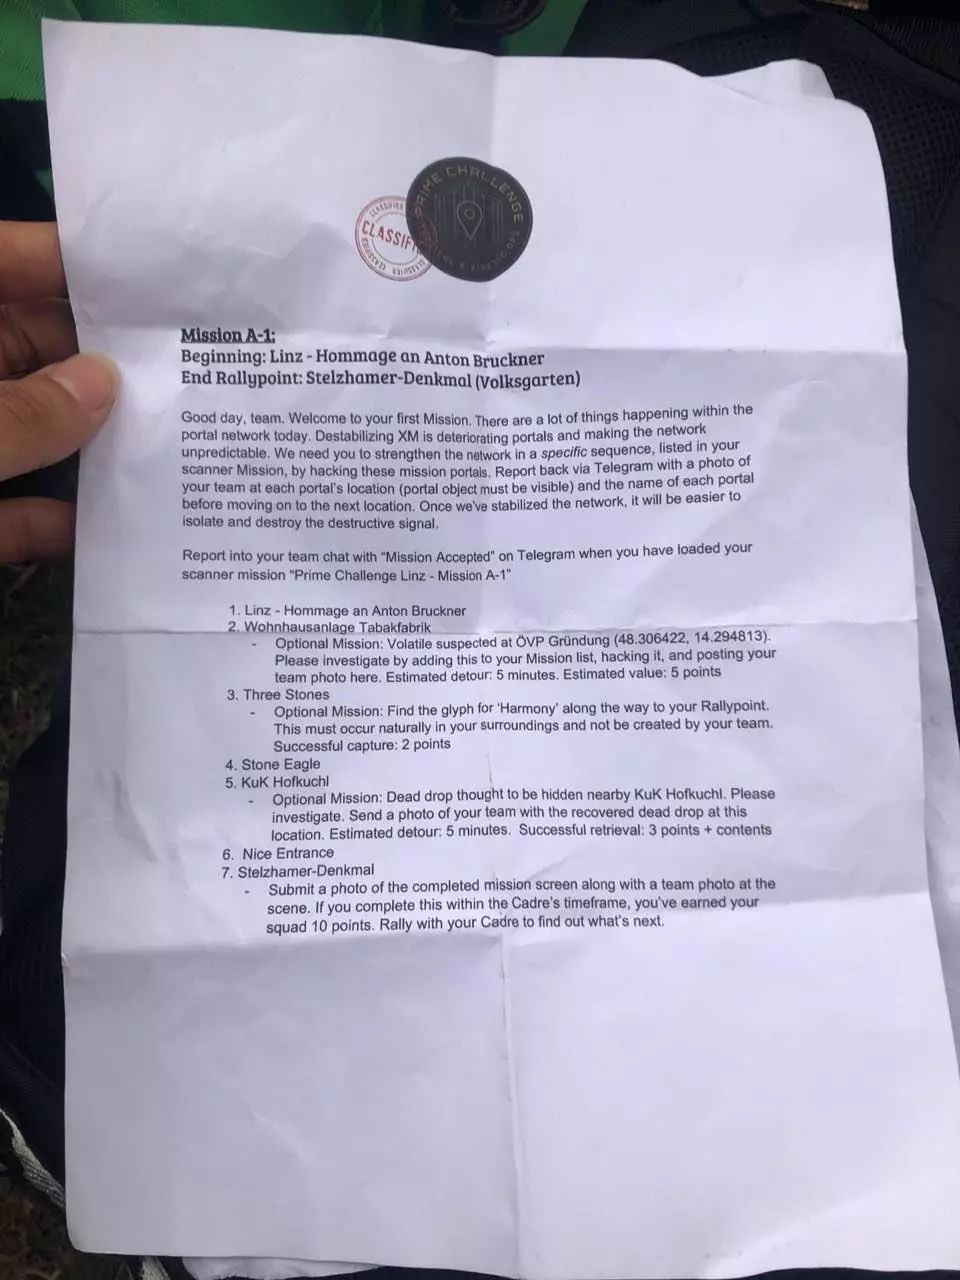 PRIME CHALLENGE
CLASSIFIED
CLASSIF
CLASSIFIED
Mission A-1:
Beginning: Linz - Hommage an Anton Bruckner
End Rallypoint: Stelzhamer-Denkmal (Volksgarten)
Good day, team. Welcome to your first Mission. There are a lot of things happening within the
portal network today. Destabilizing XM is deteriorating portals and making the network
unpredictable. We need you to strengthen the network in a specific sequence, listed in your
scanner Mission, by hacking these mission portals. Report back via Telegram with a photo of
your team at each portal's location (portal object must be visible) and the name of each portal
before moving on to the next location. Once we've stabilized the network, it will be easier to
isolate and destroy the destructive signal.
Report into your team chat with "Mission Accepted" on Telegram when you have loaded your
scanner mission "Prime Challenge Linz - Mission A-1"
1. Linz - Hommage an Anton Bruckner
2. Wohnhausanlage Tabakfabrik
- Optional Mission: Volatile suspected at ÖVP Gründung (48.306422, 14.294813).
Please investigate by adding this to your Mission list, hacking it, and posting your
team photo here. Estimated detour: 5 minutes. Estimated value: 5 points
3. Three Stones
- Optional Mission: Find the glyph for 'Harmony' along the way to your Rallypoint.
This must occur naturally in your surroundings and not be created by your team.
Successful capture: 2 points
4. Stone Eagle
5. KuK Hofkuchl
- Optional Mission: Dead drop thought to be hidden nearby KuK Hofkuchl. Please
investigate. Send a photo of your team with the recovered dead drop at this
location. Estimated detour: 5 minutes. Successful retrieval: 3 points + contents
6. Nice Entrance
7. Stelzhamer-Denkmal
- Submit a photo of the completed mission screen along with a team photo at the
scene. If you complete this within the Cadre's timeframe, you've earned your
squad 10 points. Rally with your Cadre to find out what's next.